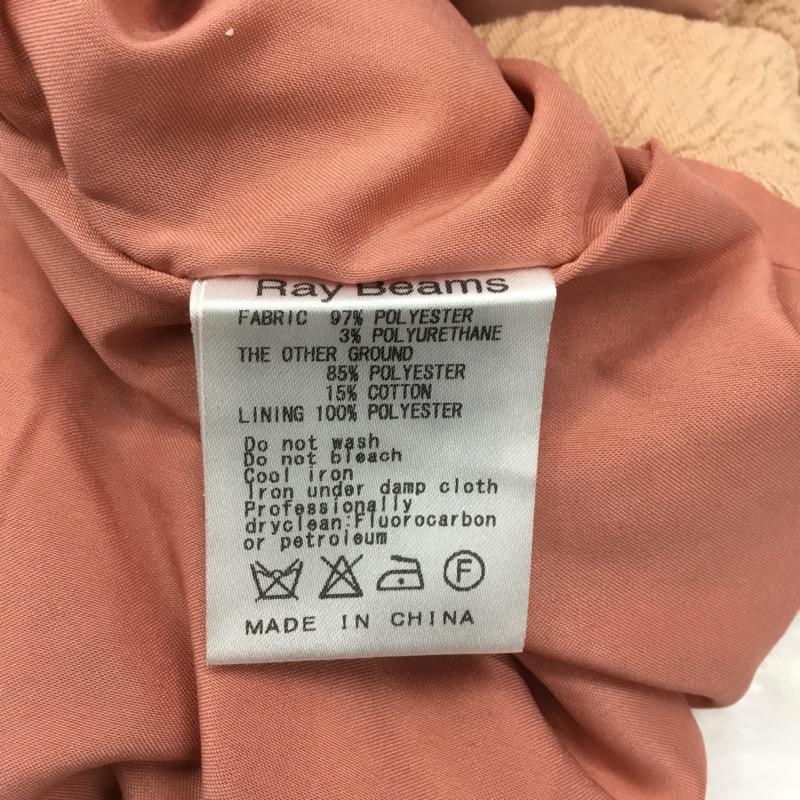 Ray Beams
FABRIC 97% POLYESTER
3% POLYURETHANE
THE OTHER GROUND
85% POLYESTER
15% COTTON
LINING 100% POLYESTER
Do not wash
Do not bleach
Cool iron
Iron under damp cloth
Professionally
dryclean:Fluorocarbon
or petroleum
F
MADE IN CHINA